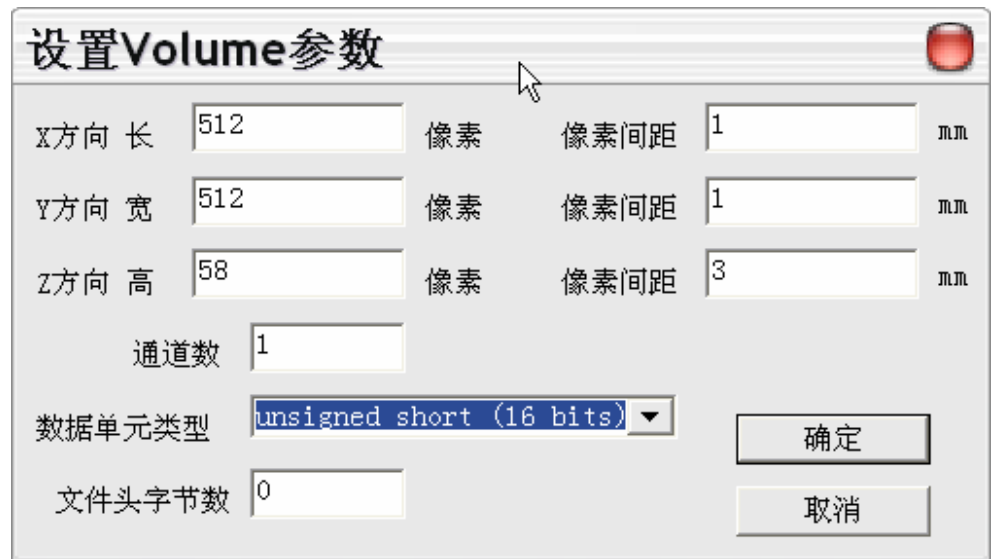 设置Volume参数
X方向 长 512 像素 像素间距 1 mm
Y方向 宽 512 像素 像素间距 1 mm
Z方向 高 58 像素 像素间距 3 mm
通道数 1
数据单元类型 unsigned short (16 bits)
确定
文件头字节数 0
取消